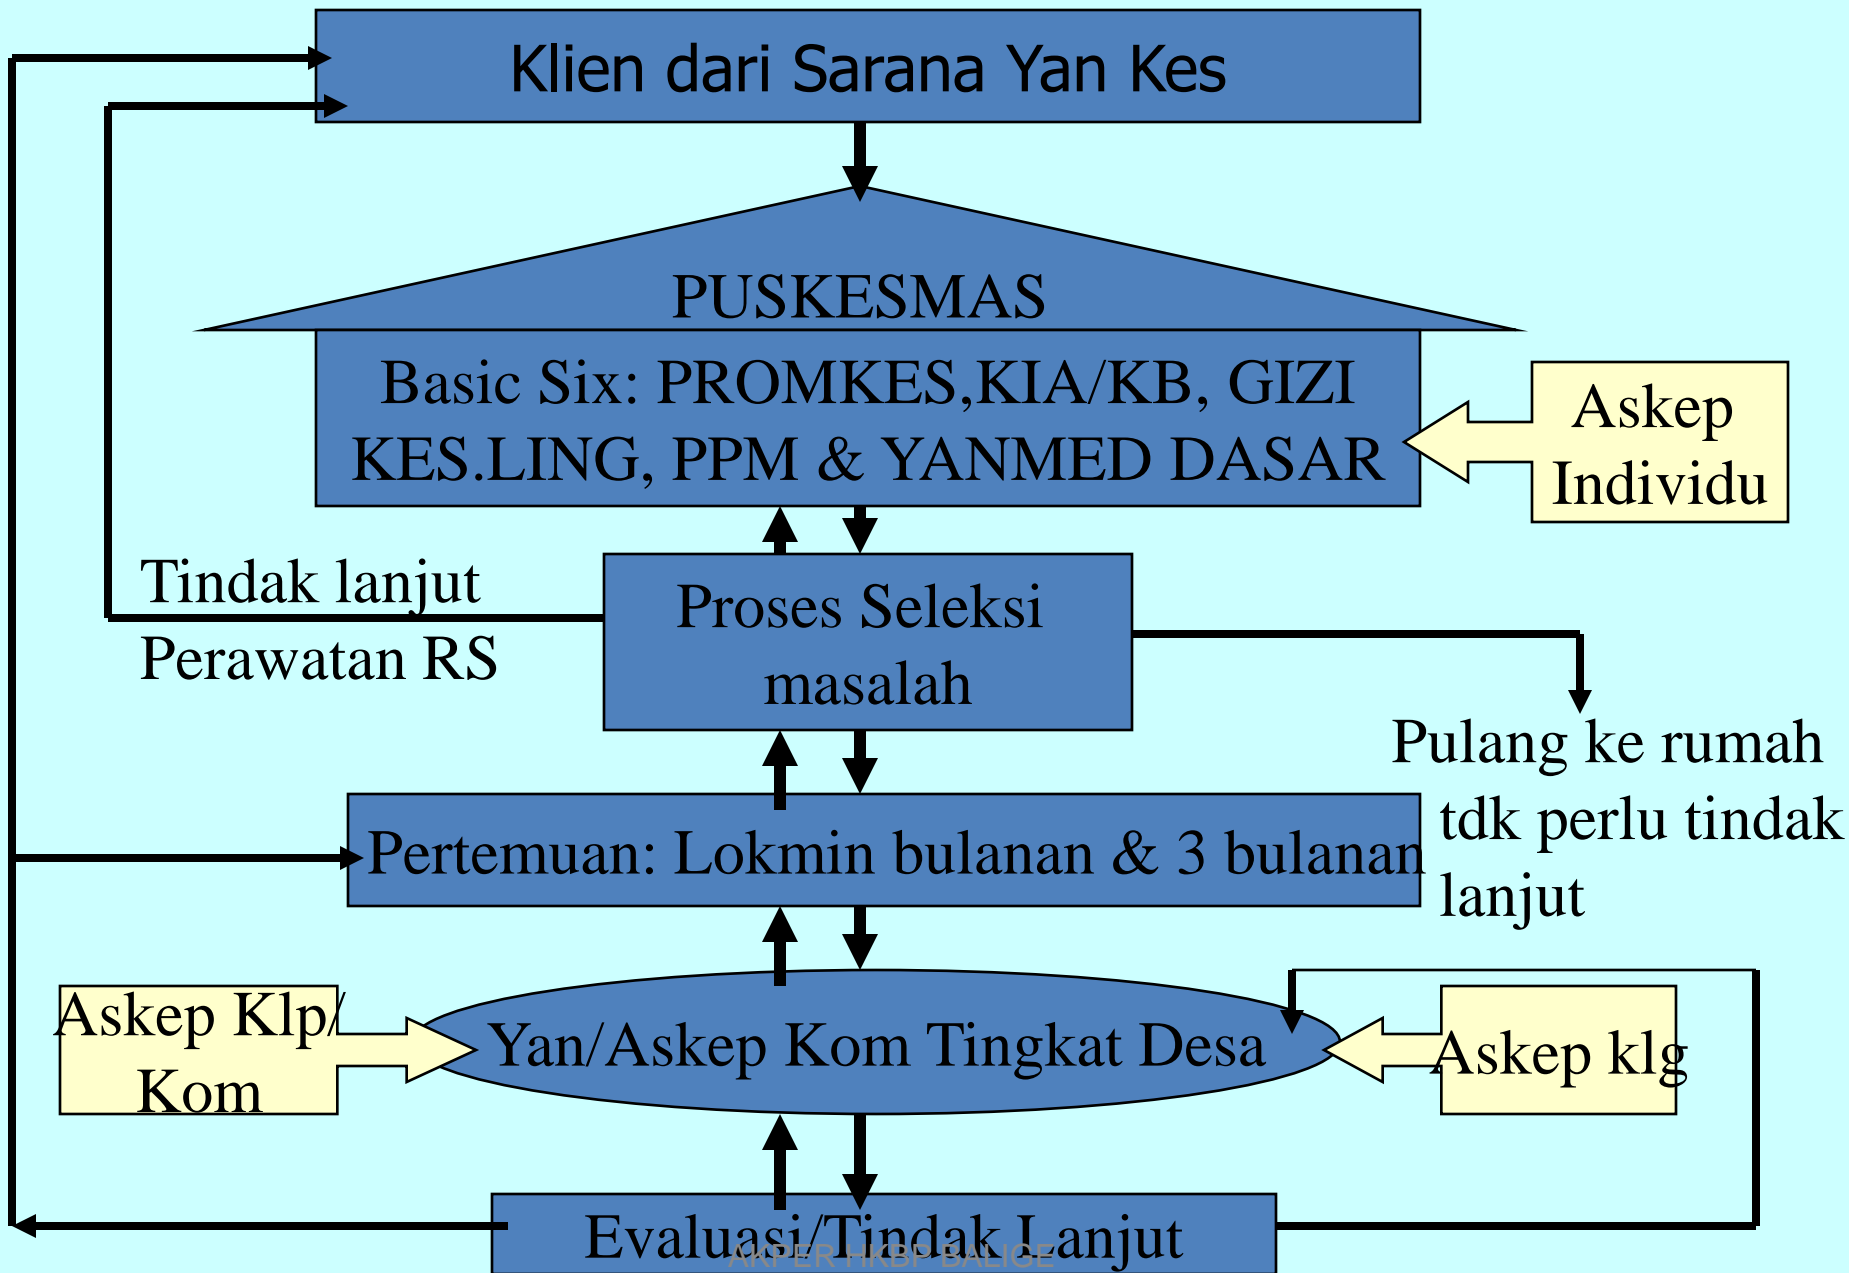 Klien dari Sarana Yan Kes
PUSKESMAS
Basic Six: PROMKES,KIA/KB, GIZI
KES.LING, PPM & YANMED DASAR
Askep
Individu
Tindak lanjut
Perawatan RS
Proses Seleksi
masalah
Pulang ke rumah
tdk perlu tindak
lanjut
Pertemuan: Lokmin bulanan & 3 bulanan
Askep Klp/
Kom
Yan/Askep Kom Tingkat Desa
Askep klg
Evaluasi/Tindak Lanjut
AKPER HKBP BALIGE